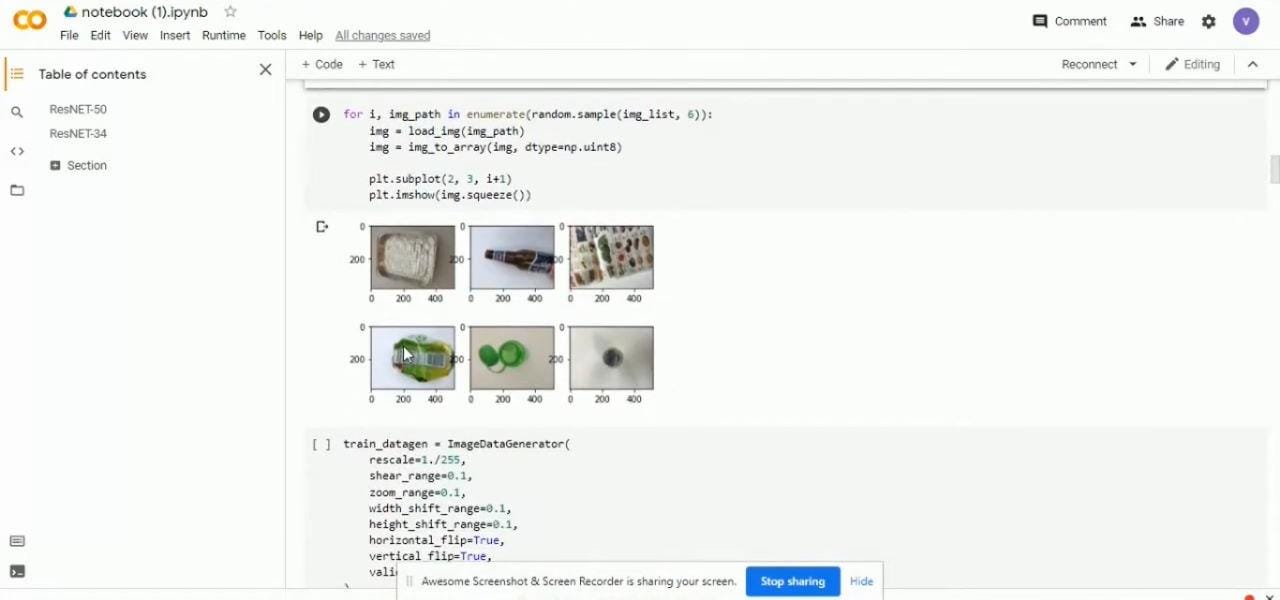 notebook (1).ipynb
File Edit View Insert Runtime Tools Help All changes saved
Comment Share V
Table of contents
+ Code + Text
Reconnect Editing
ResNET-50
ResNET-34
Section
for i, img_path in enumerate(random.sample(img_list, 6)):
img = load_img(img_path)
img = img_to_array(img, dtype=np.uint8)
plt.subplot(2, 3, i+1)
plt.imshow(img.squeeze())
0 0 0
200 200 200
0 200 400 0 200 400 0 200 400
0 0 0
200 200 200
0 200 400 0 200 400 0 200 400
[ ] train_datagen = ImageDataGenerator(
rescale=1./255,
shear_range=0.1,
zoom_range=0.1,
width_shift_range=0.1,
height_shift_range=0.1,
horizontal_flip=True,
vertical_flip=True,
vali
Awesome Screenshot & Screen Recorder is sharing your screen. Stop sharing Hide